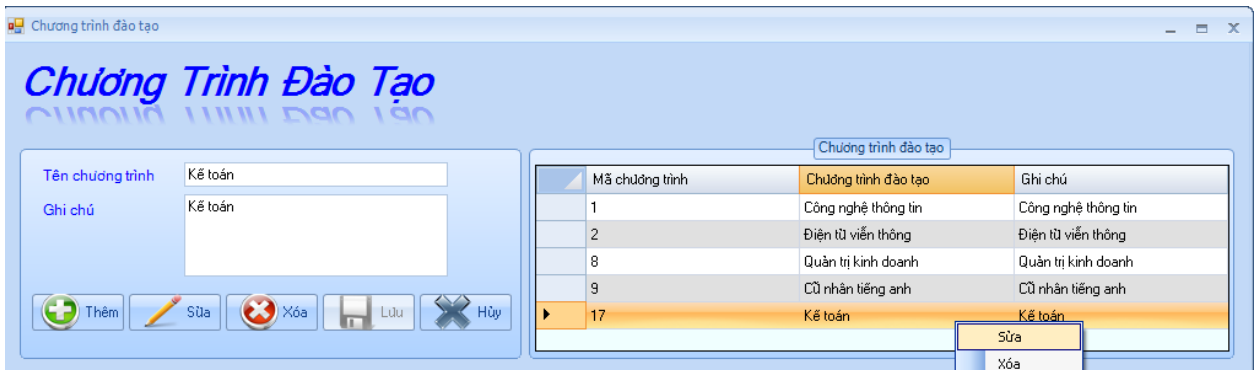 Chương trình đào tạo
Chương Trình Đào Tạo
Chương trình đào tạo
Tên chương trình Kế toán
Ghi chú Kế toán
Thêm Sửa Xóa Lưu Hủy
Mã chương trình Chương trình đào tạo Ghi chú
1 Công nghệ thông tin Công nghệ thông tin
2 Điện tử viễn thông Điện tử viễn thông
8 Quản trị kinh doanh Quản trị kinh doanh
9 Cử nhân tiếng anh Cử nhân tiếng anh
17 Kế toán Kế toán
Sửa
Xóa